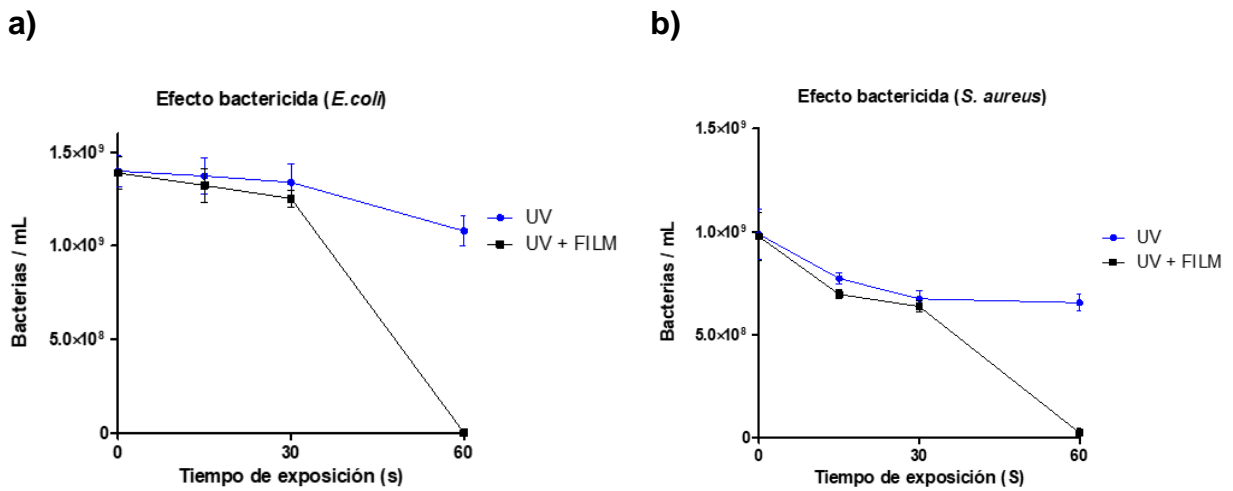 a)
Efecto bactericida (E.coli)
1.5×10⁹
1.0×10⁹
5.0×10⁸
0
Bacterias / mL
0 30 60
Tiempo de exposición (s)
UV
UV + FILM
b)
Efecto bactericida (S. aureus)
1.5×10⁹
1.0×10⁹
5.0×10⁸
0
Bacterias / mL
0 30 60
Tiempo de exposición (S)
UV
UV + FILM